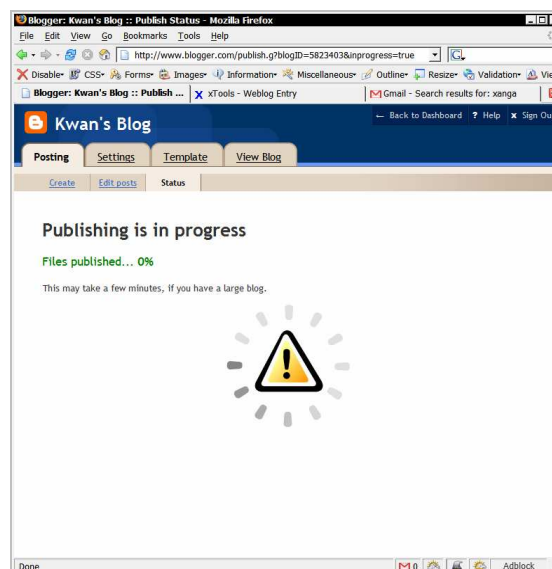 Blogger: Kwan's Blog :: Publish Status - Mozilla Firefox
File Edit View Go Bookmarks Tools Help
http://www.blogger.com/publish.g?blogID=5823403&inprogress=true G
Disable CSS Forms Images Information Miscellaneous Outline Resize Validation Vie
Blogger: Kwan's Blog :: Publish ... X xTools - Weblog Entry Gmail - Search results for: xanga
Kwan's Blog
← Back to Dashboard ? Help x Sign Ou
Posting Settings Template View Blog
Create Edit posts Status
Publishing is in progress
Files published... 0%
This may take a few minutes, if you have a large blog.
!
Done 0 Adblock